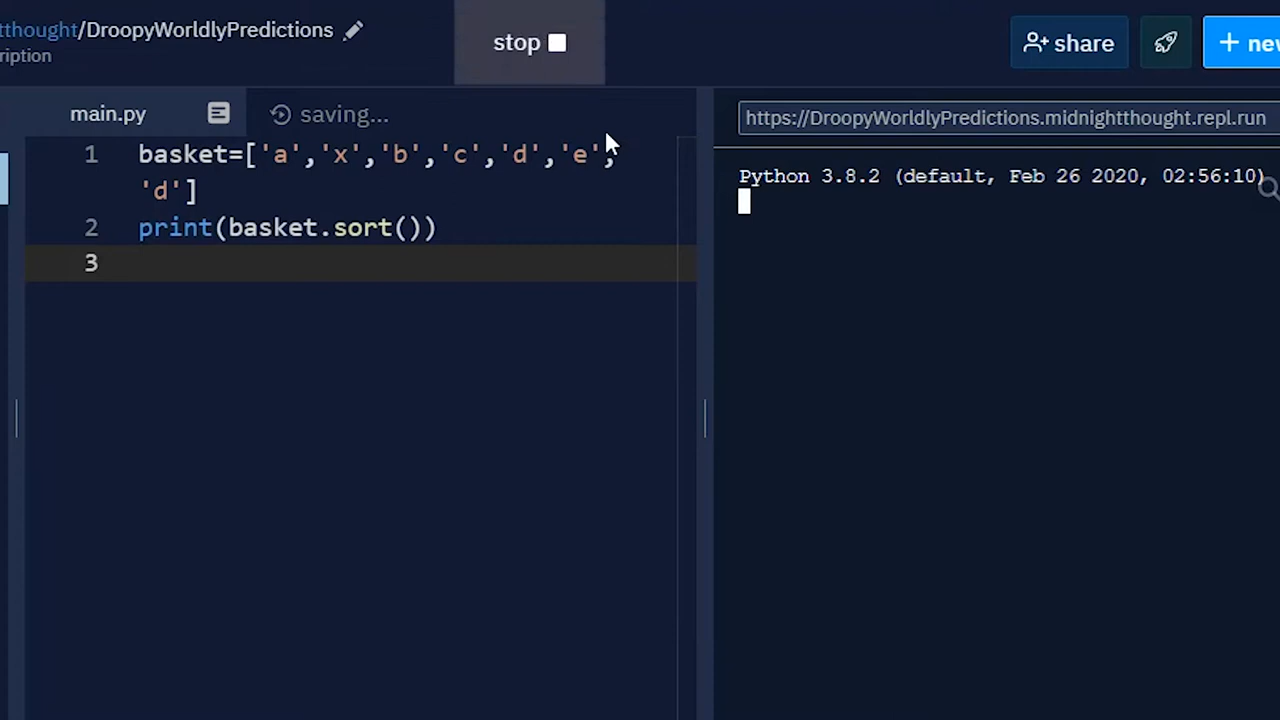 tthought/DroopyWorldlyPredictions
ription
stop
share
+ new
main.py
saving...
1 basket=['a','x','b','c','d','e',
'd']
2 print(basket.sort())
3
https://DroopyWorldlyPredictions.midnightthought.repl.run
Python 3.8.2 (default, Feb 26 2020, 02:56:10)